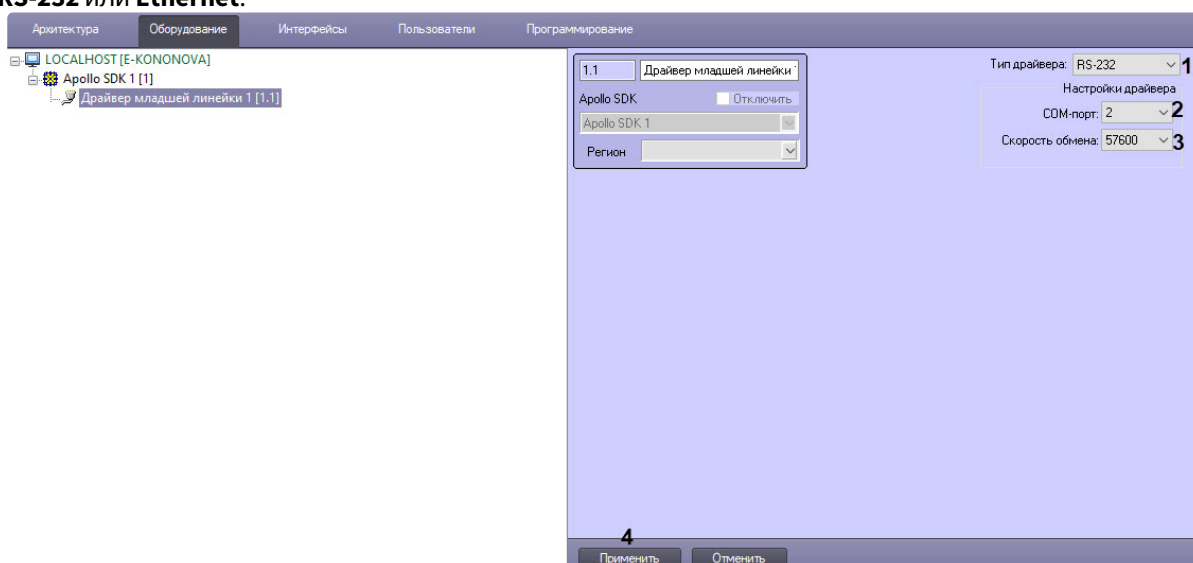 RS-232 или Ethernet.
Архитектура Оборудование Интерфейсы Пользователи Программирование
LOCALHOST [E-KONONOVA]
Apollo SDK 1 [1]
Драйвер младшей линейки 1 [1.1]
1.1 Драйвер младшей линейки
Apollo SDK Отключить
Apollo SDK 1
Регион
Тип драйвера: RS-232 1
Настройки драйвера
COM-порт: 2 2
Скорость обмена: 57600 3
4
Применить Отменить